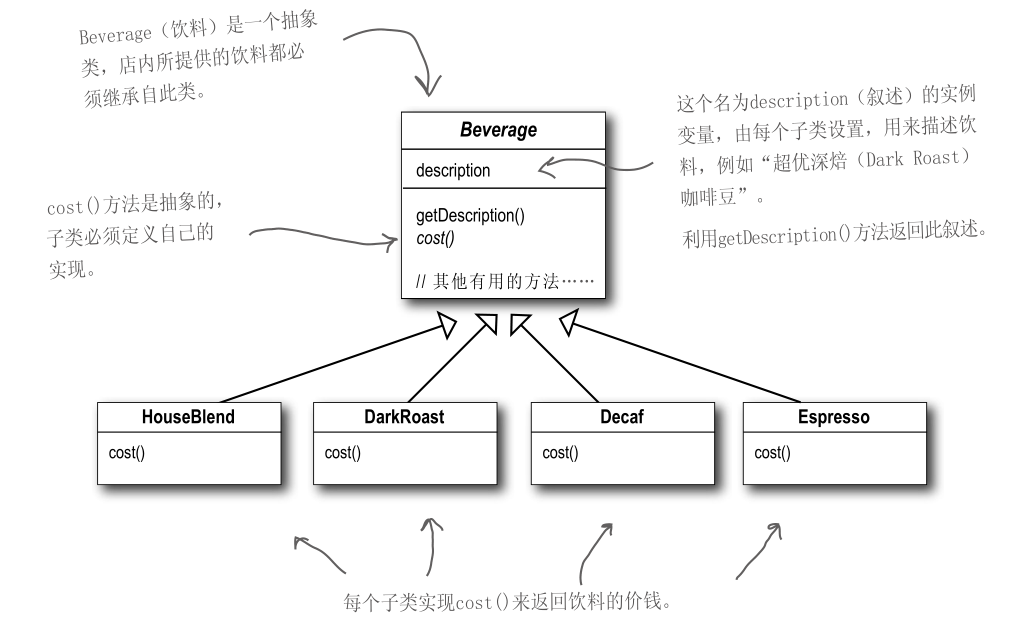 Beverage（饮料）是一个抽象
类，店内所提供的饮料都必
须继承自此类。
这个名为description（叙述）的实例
变量，由每个子类设置，用来描述饮
料，例如“超优深焙（Dark Roast）
咖啡豆”。
利用getDescription()方法返回此叙述。
cost()方法是抽象的，
子类必须定义自己的
实现。
Beverage
description
getDescription()
cost()
// 其他有用的方法……
HouseBlend
cost()
DarkRoast
cost()
Decaf
cost()
Espresso
cost()
每个子类实现cost()来返回饮料的价钱。